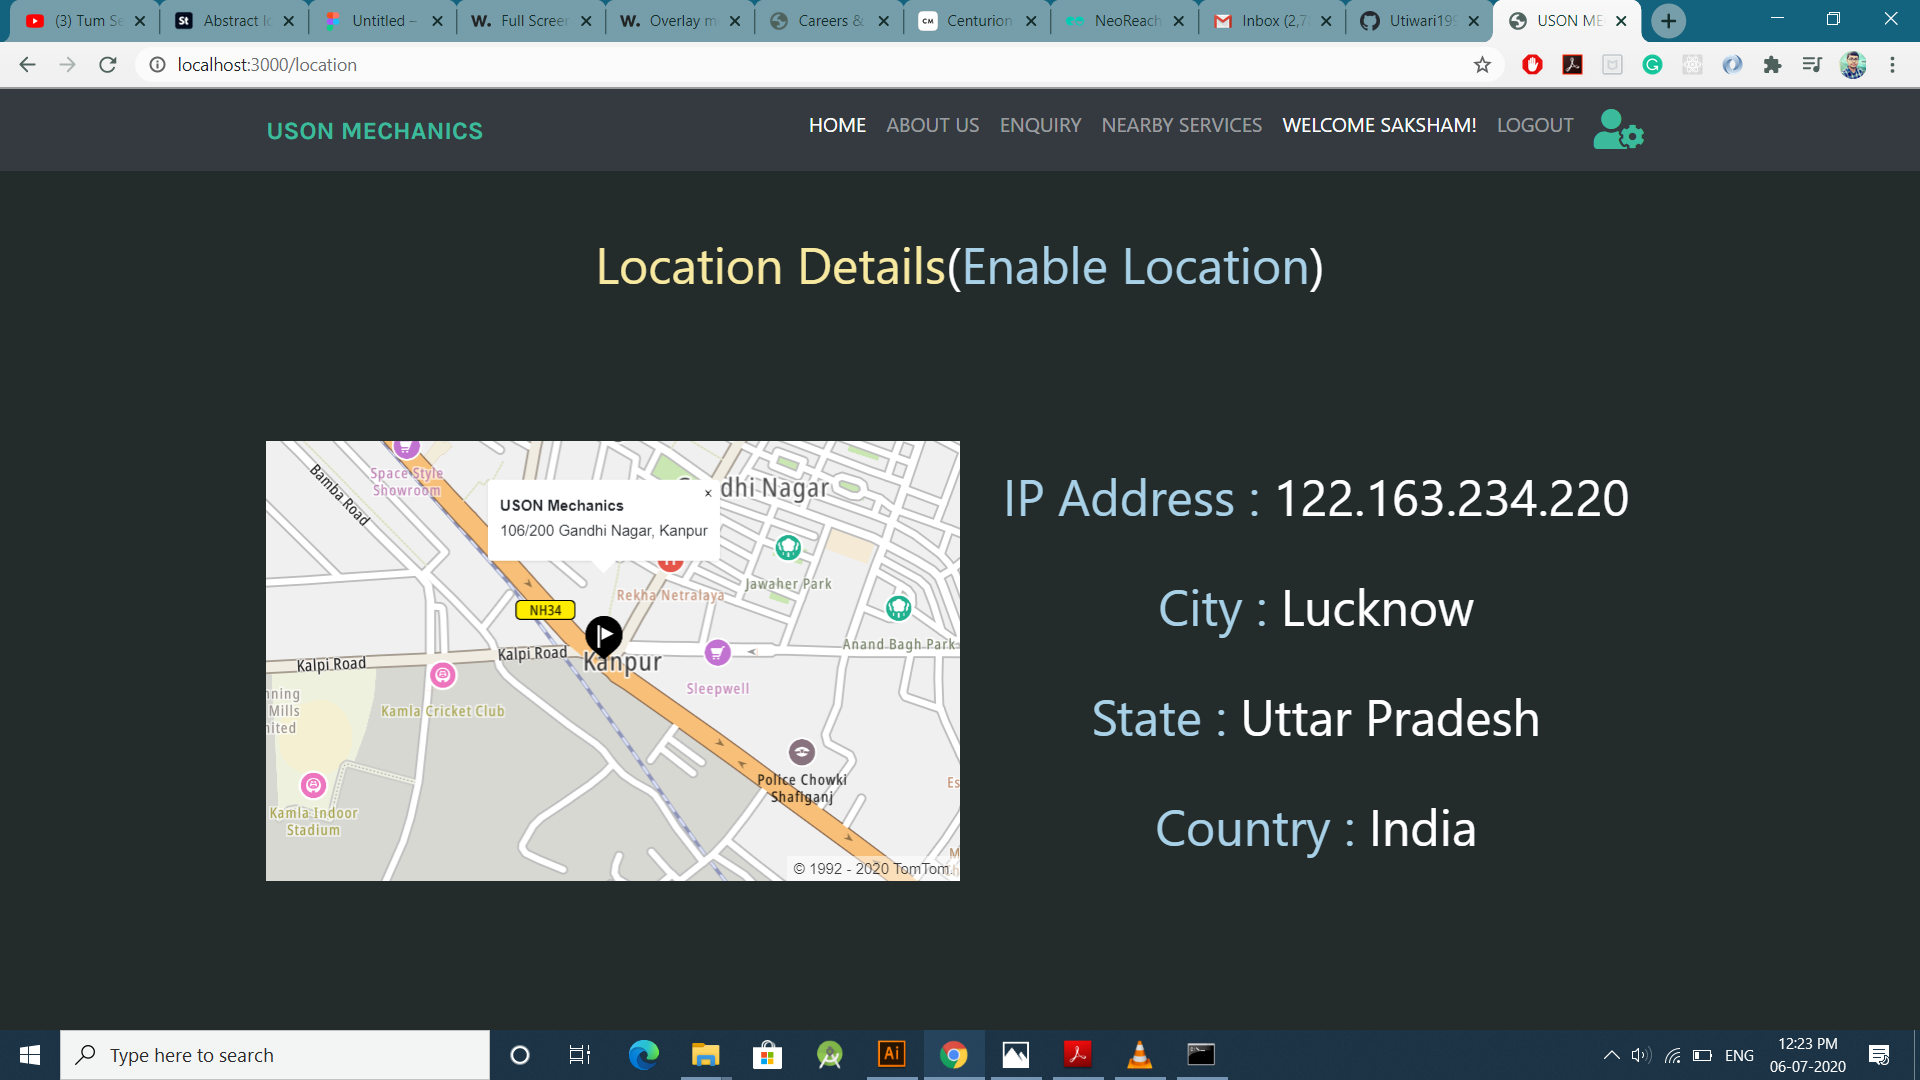 (3) Tum Se
Abstract Ic
Untitled –
Full Screen
Overlay m
Careers &
Centurion
NeoReach
Inbox (2,7
Utiwari199
USON ME
localhost:3000/location
USON MECHANICS
HOME
ABOUT US
ENQUIRY
NEARBY SERVICES
WELCOME SAKSHAM!
LOGOUT
Location Details(Enable Location)
Space Style
Showroom
Bamba Road
dhi Nagar
USON Mechanics
×
106/200 Gandhi Nagar, Kanpur
Jawaher Park
Rekha Netralaya
NH34
Anand Bagh Park
Kalpi Road
Kalpi Road
Kanpur
Sleepwell
nning
Mills
nited
Kamla Cricket Club
Police Chowki
Shafiganj
Es
Kamla Indoor
Stadium
M
© 1992 - 2020 TomTom.
IP Address : 122.163.234.220
City : Lucknow
State : Uttar Pradesh
Country : India
Type here to search
Ai
ENG
12:23 PM
06-07-2020